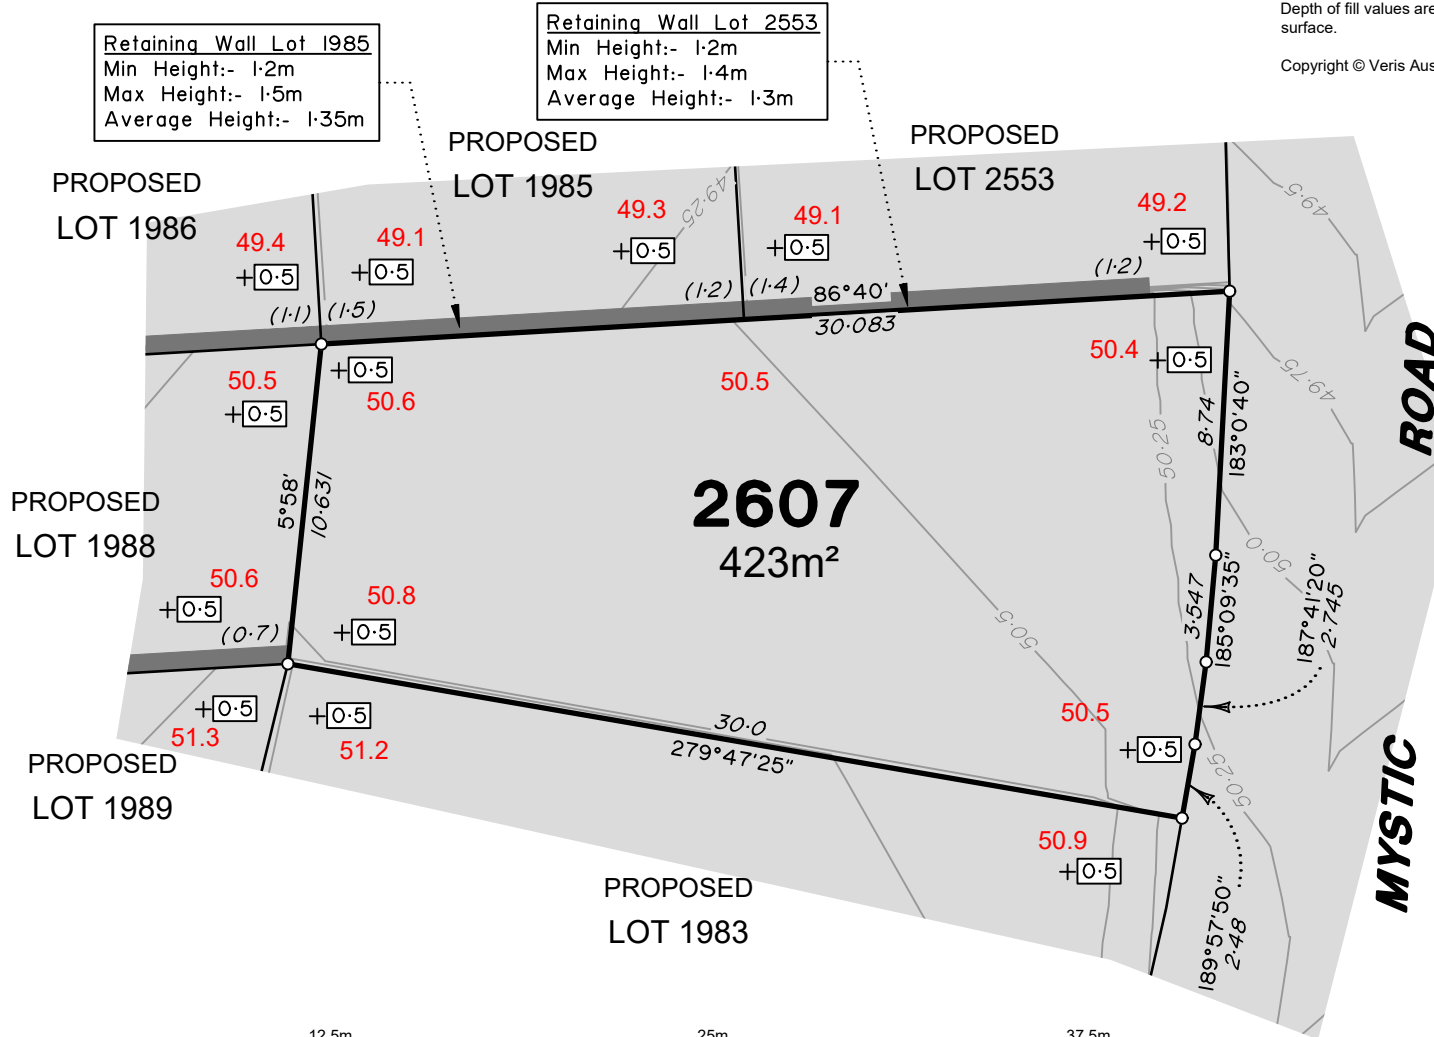 Depth of fill values are
surface.
Copyright © Veris Aus
Retaining Wall Lot 1985
Min Height:- 1·2m
Max Height:- 1·5m
Average Height:- 1·35m
Retaining Wall Lot 2553
Min Height:- 1·2m
Max Height:- 1·4m
Average Height:- 1·3m
PROPOSED
LOT 1986
PROPOSED
LOT 1985
PROPOSED
LOT 2553
49.4
+0·5
49.1
+0·5
49.3
+0·5
49·25
49.1
+0·5
49.2
+0·5
49·5
(1·1)
(1·5)
(1·2)
(1·4)
86°40'
30·083
(1·2)
50.5
+0·5
+0·5
50.6
50.5
50.4
+0·5
49·75
ROAD
8·74
183°0'40"
50·25
5°58'
10·631
2607
423m²
PROPOSED
LOT 1988
50.6
+0·5
(0·7)
50.8
+0·5
50·5
50·0
3·547
185°09'35"
187°41'20"
2·745
+0·5
51.3
+0·5
51.2
30·0
279°47'25"
50.5
+0·5
50·25
MYSTIC
PROPOSED
LOT 1989
50.9
+0·5
189°57'50"
2·48
PROPOSED
LOT 1983
12.5m
25m
37.5m